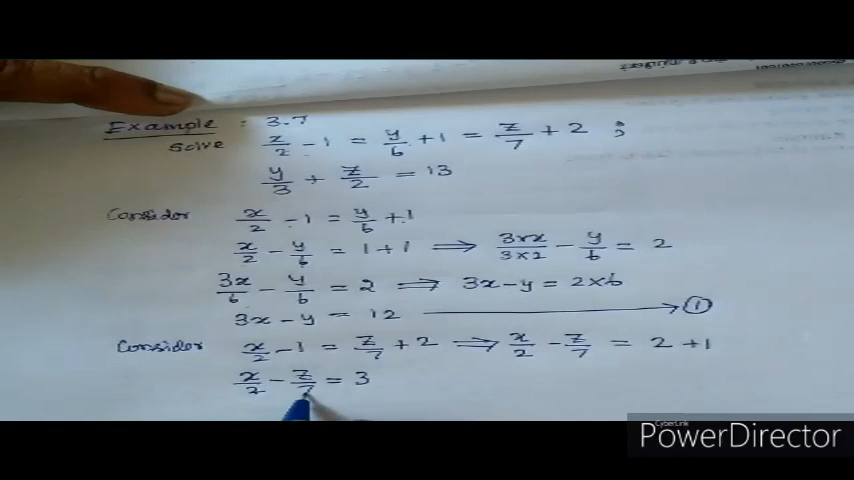 Example : 3.7
Solve x/2 - 1 = y/6 + 1 = z/7 + 2 ;
y/3 + z/2 = 13
Consider x/2 - 1 = y/6 + 1
x/2 - y/6 = 1 + 1 ⟹ 3×x/3×2 - y/6 = 2
3x/6 - y/6 = 2 ⟹ 3x - y = 2×6
3x - y = 12 ⟶ ①
Consider x/2 - 1 = z/7 + 2 ⟹ x/2 - z/7 = 2 + 1
x/2 - z/7 = 3
CyberLink
PowerDirector